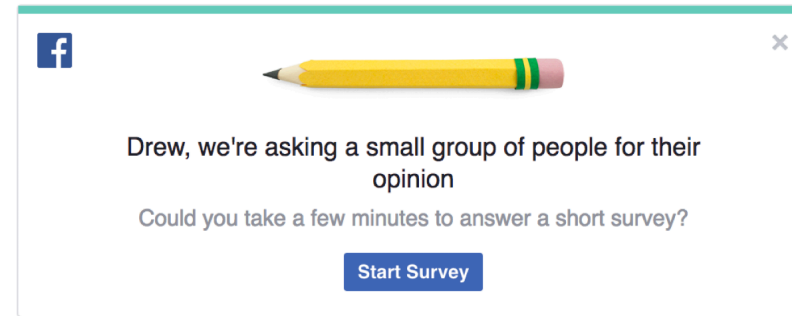 Drew, we're asking a small group of people for their
opinion
Could you take a few minutes to answer a short survey?
Start Survey